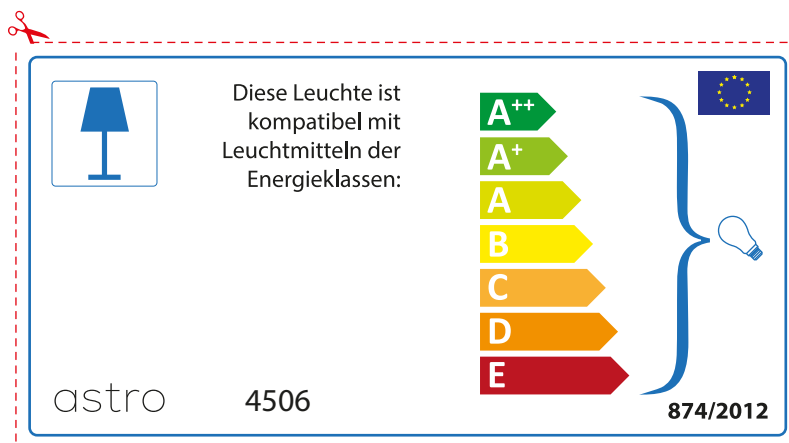 Diese Leuchte ist
kompatibel mit
Leuchtmitteln der
Energieklassen:
A++
A+
A
B
C
D
E
astro
4506
874/2012